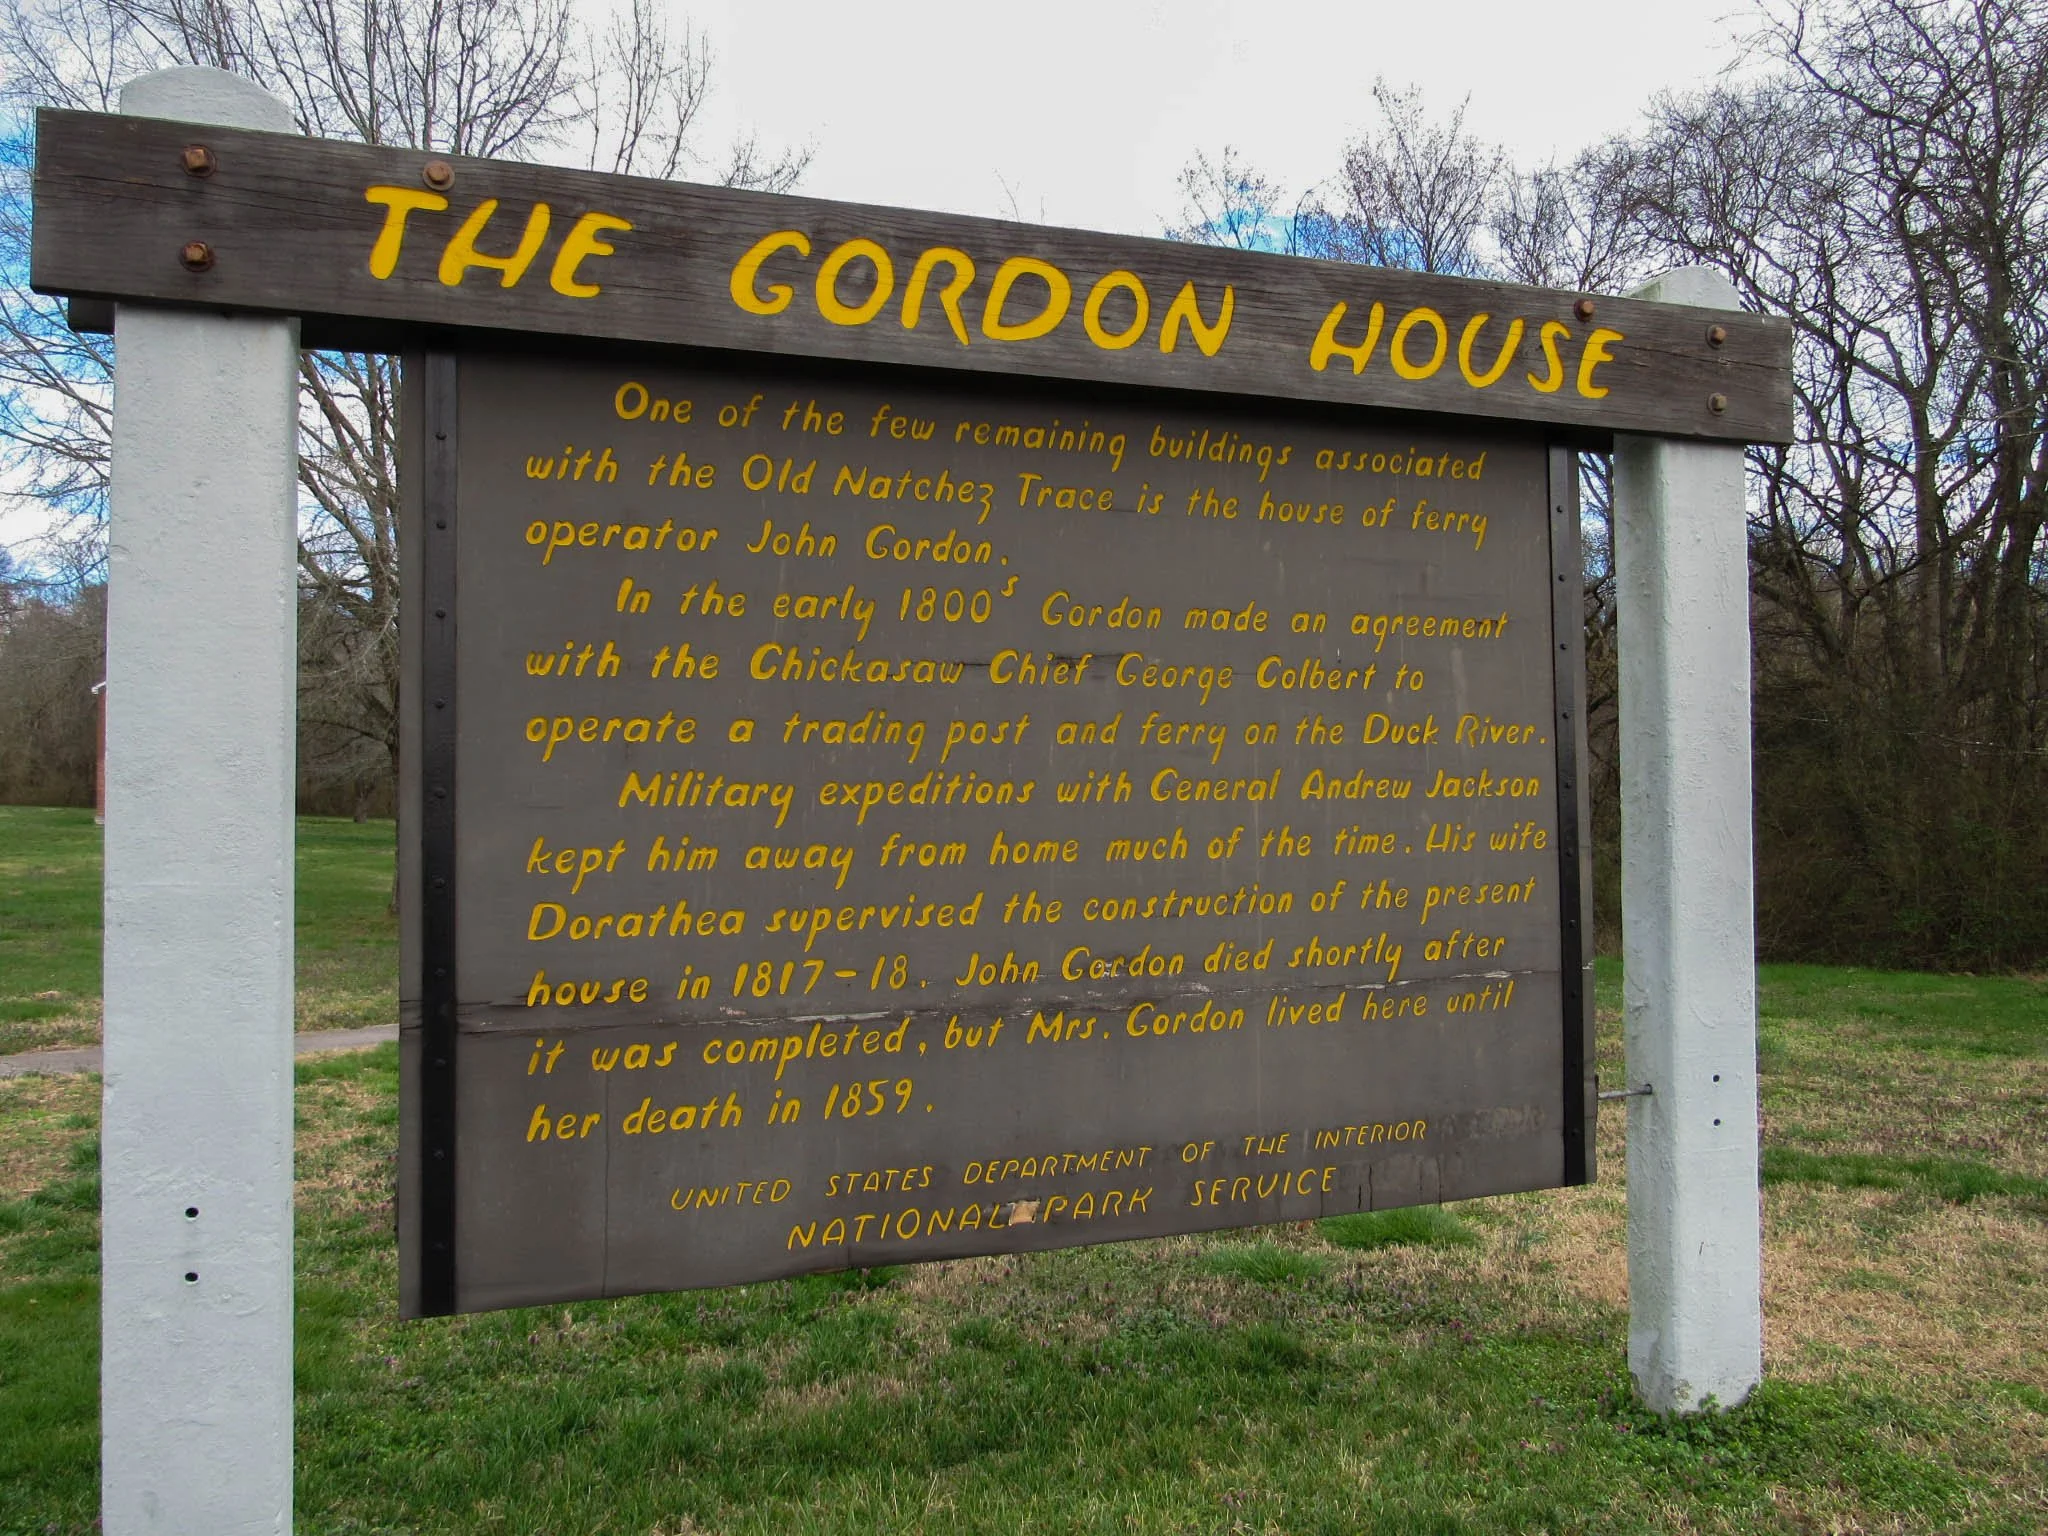 THE GORDON HOUSE
One of the few remaining buildings associated
with the Old Natchez Trace is the house of ferry
operator John Gordon.
In the early 1800s Gordon made an agreement
with the Chickasaw Chief George Colbert to
operate a trading post and ferry on the Duck River.
Military expeditions with General Andrew Jackson
kept him away from home much of the time. His wife
Dorathea supervised the construction of the present
house in 1817-18. John Gordon died shortly after
it was completed, but Mrs. Gordon lived here until
her death in 1859.
UNITED STATES DEPARTMENT OF THE INTERIOR
NATIONAL PARK SERVICE